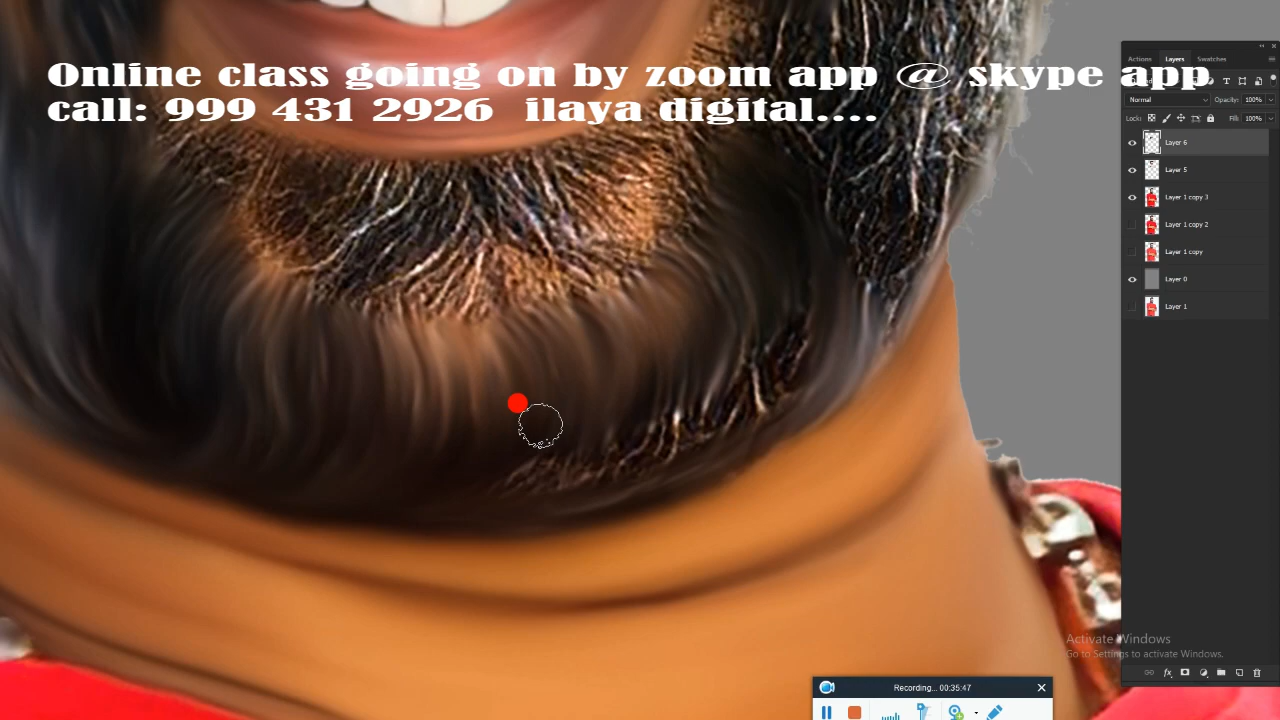 Online class going on by zoom app @ skype app
call: 999 431 2926 ilaya digital....
Actions Layers Swatches
Normal Opacity: 100%
Lock: Fill: 100%
Layer 6
Layer 5
Layer 1 copy 3
Layer 1 copy 2
Layer 1 copy
Layer 0
Layer 1
Activate Windows
Go to Settings to activate Windows.
Recording... 00:35:47